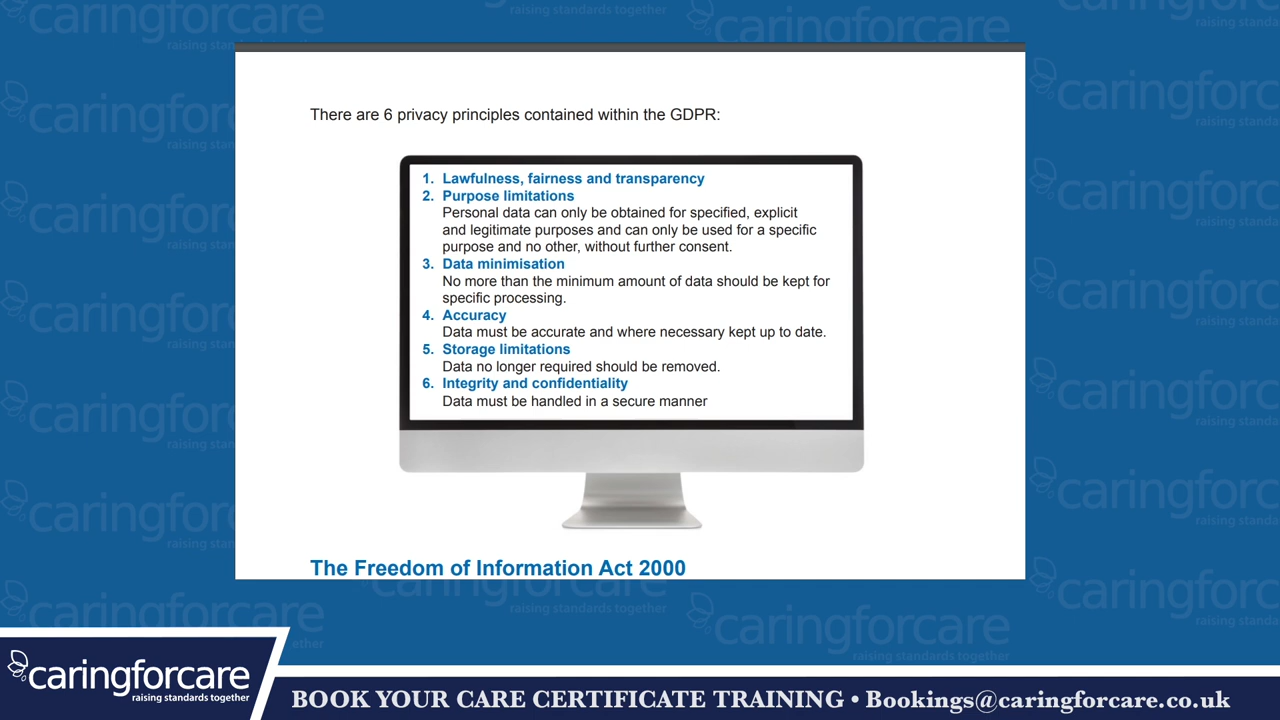 There are 6 privacy principles contained within the GDPR:
1. Lawfulness, fairness and transparency
2. Purpose limitations
Personal data can only be obtained for specified, explicit
and legitimate purposes and can only be used for a specific
purpose and no other, without further consent.
3. Data minimisation
No more than the minimum amount of data should be kept for
specific processing.
4. Accuracy
Data must be accurate and where necessary kept up to date.
5. Storage limitations
Data no longer required should be removed.
6. Integrity and confidentiality
Data must be handled in a secure manner
The Freedom of Information Act 2000
caringforcare
raising standards together
BOOK YOUR CARE CERTIFICATE TRAINING • Bookings@caringforcare.co.uk